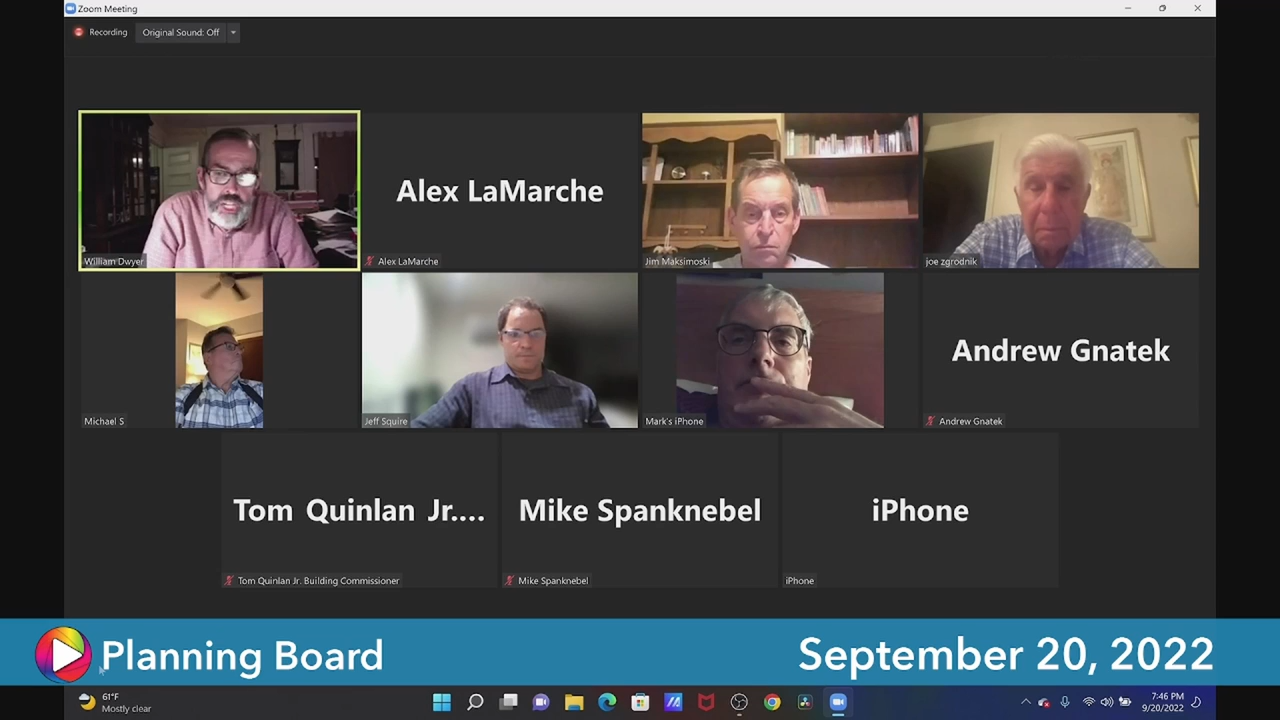 Zoom Meeting
Recording
Original Sound: Off
William Dwyer
Alex LaMarche
Alex LaMarche
Jim Maksimoski
joe zgrodnik
Michael S
Jeff Squire
Mark's iPhone
Andrew Gnatek
Andrew Gnatek
Tom Quinlan Jr....
Tom Quinlan Jr. Building Commissioner
Mike Spanknebel
Mike Spanknebel
iPhone
iPhone
Planning Board
September 20, 2022
61°F
Mostly clear
7:46 PM
9/20/2022